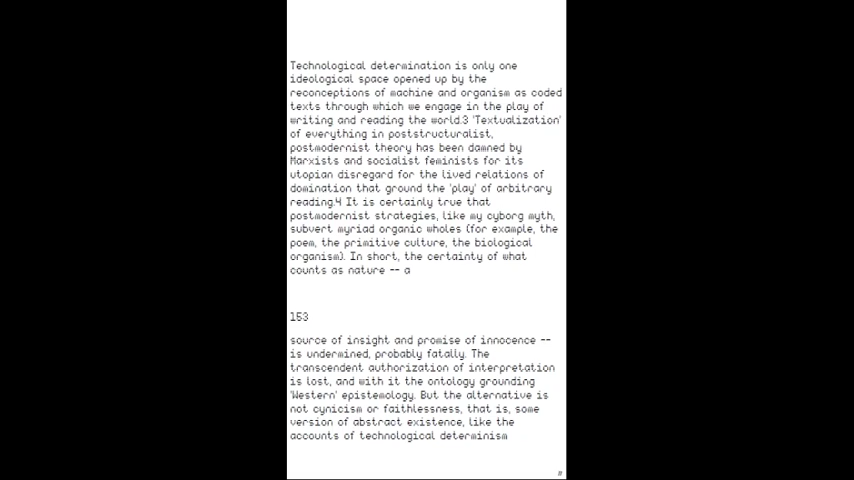 Technological determination is only one
ideological space opened up by the
reconceptions of machine and organism as coded
texts through which we engage in the play of
writing and reading the world.3 'Textualization'
of everything in poststructuralist,
postmodernist theory has been damned by
Marxists and socialist feminists for its
utopian disregard for the lived relations of
domination that ground the 'play' of arbitrary
reading.4 It is certainly true that
postmodernist strategies, like my cyborg myth,
subvert myriad organic wholes (for example, the
poem, the primitive culture, the biological
organism). In short, the certainty of what
counts as nature -- a
153
source of insight and promise of innocence --
is undermined, probably fatally. The
transcendent authorization of interpretation
is lost, and with it the ontology grounding
'Western' epistemology. But the alternative is
not cynicism or faithlessness, that is, some
version of abstract existence, like the
accounts of technological determinism